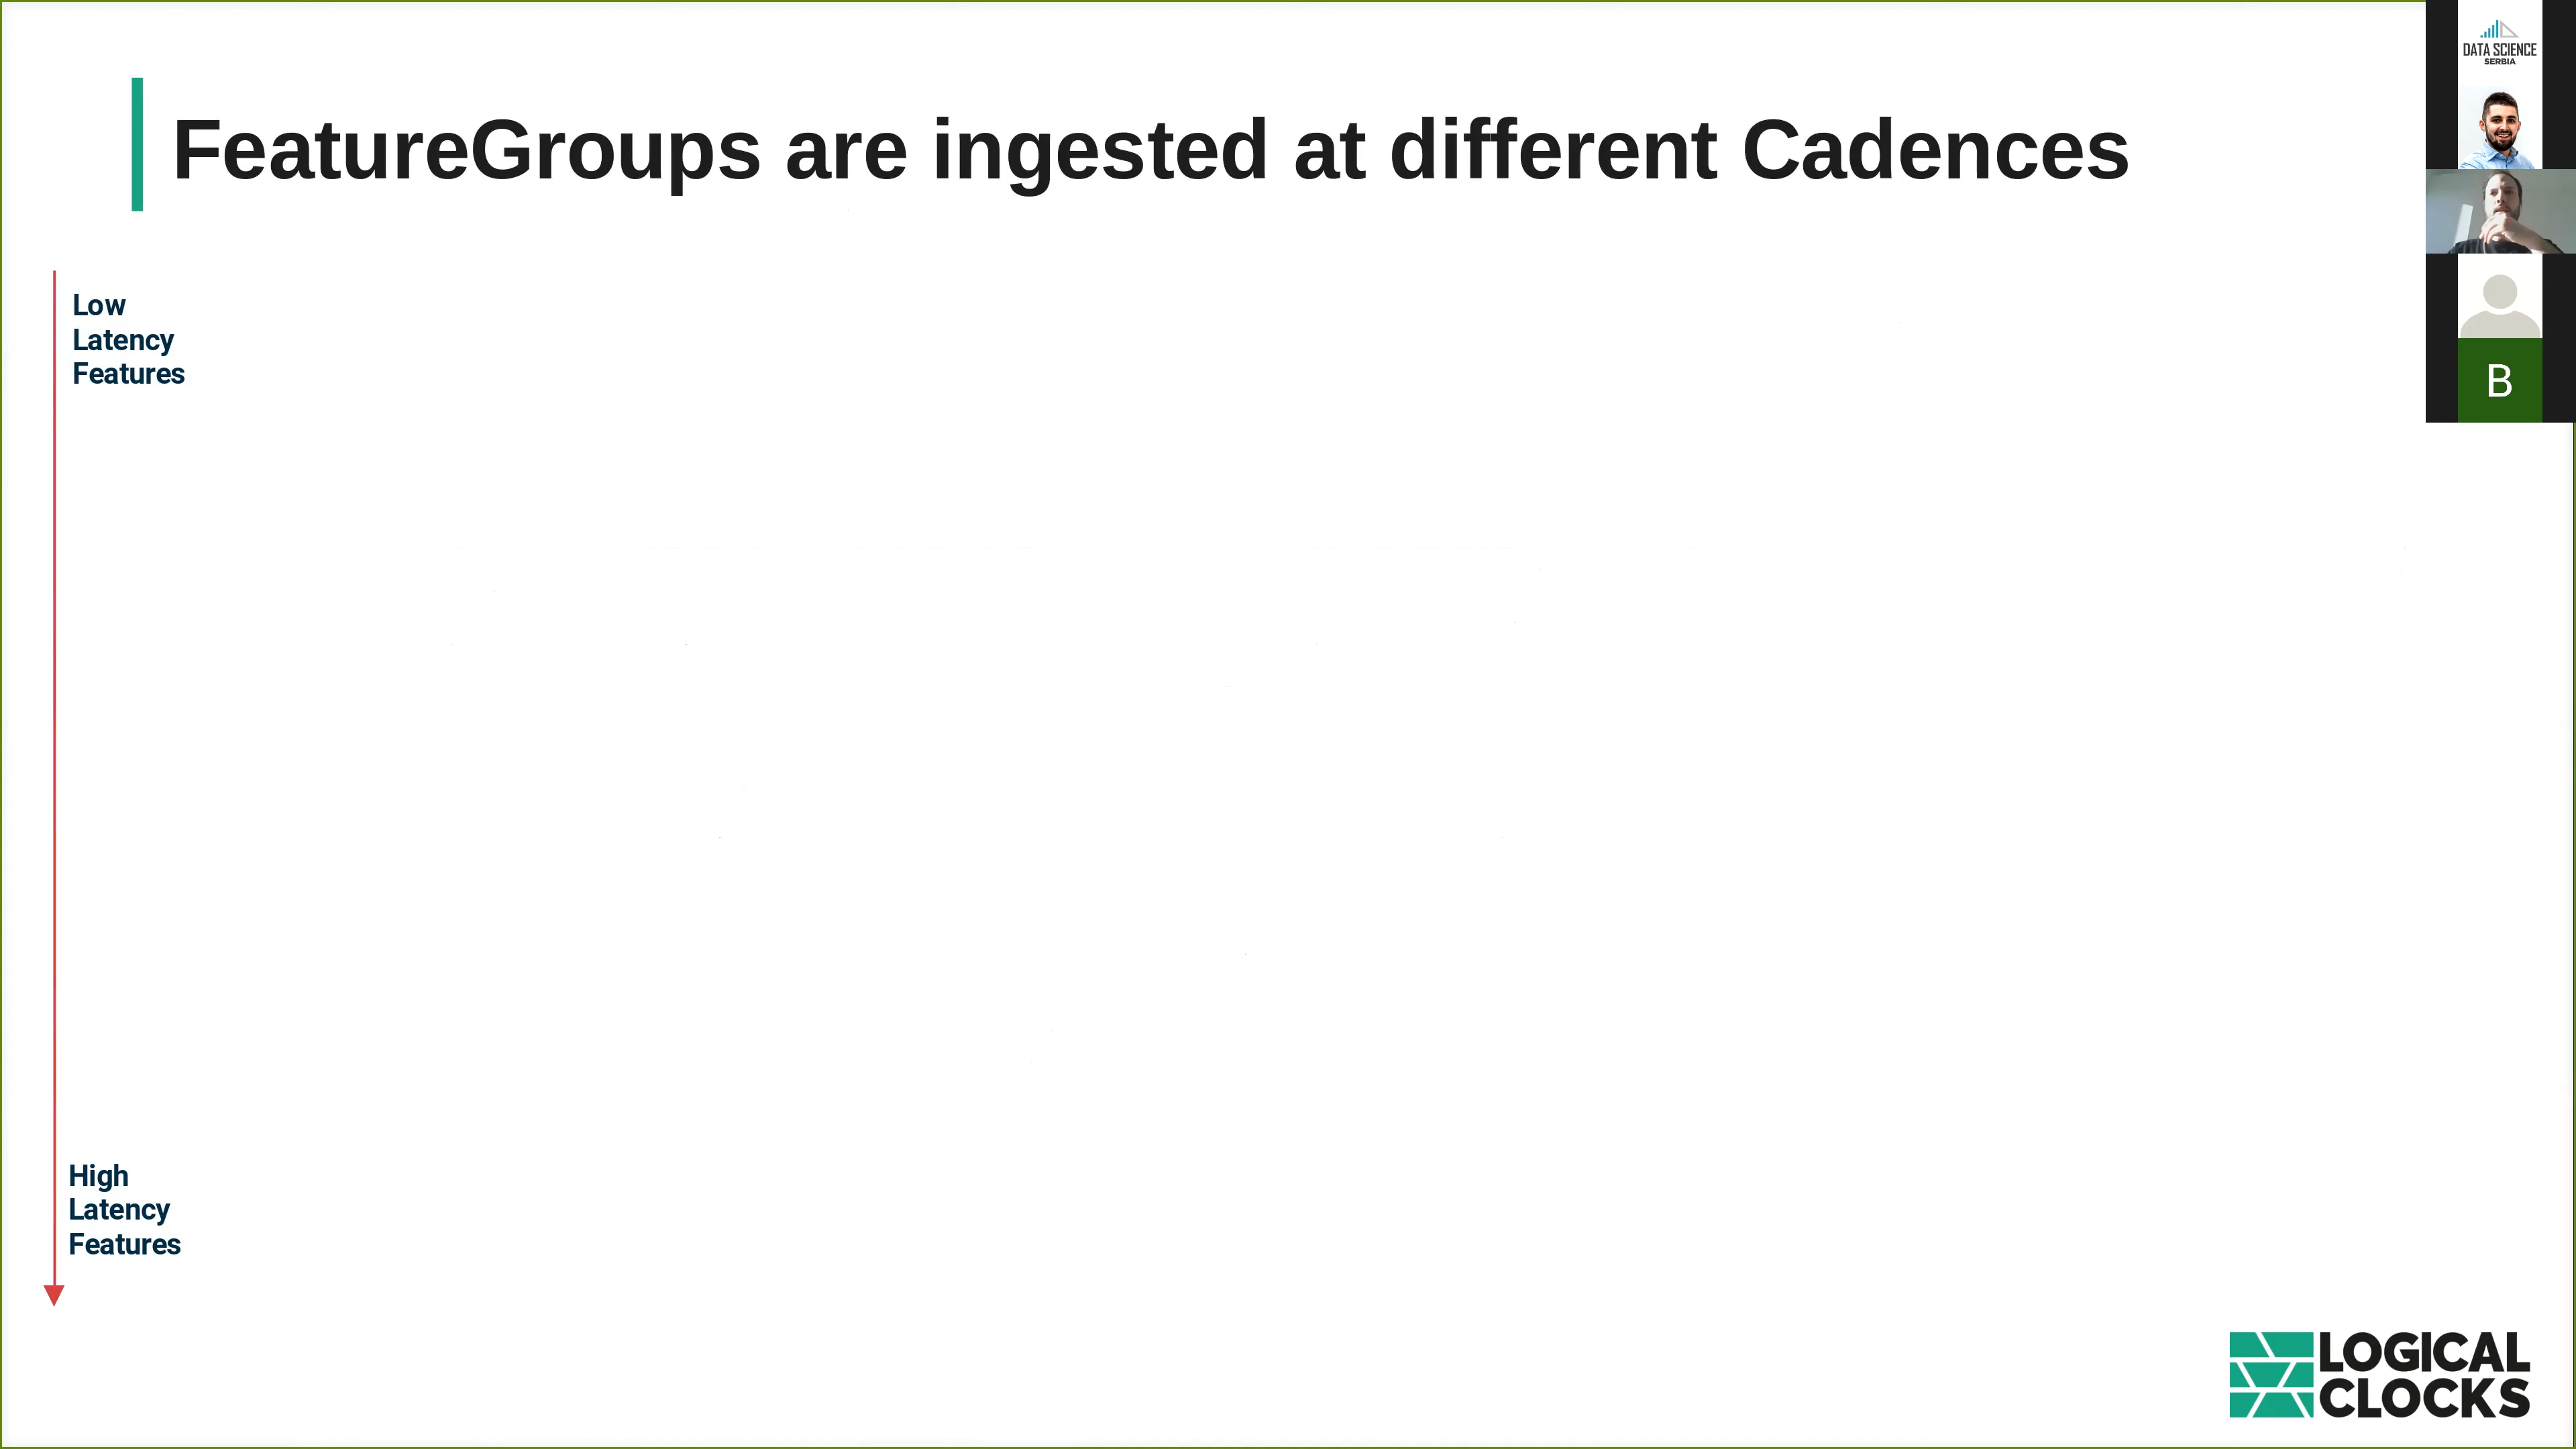 FeatureGroups are ingested at different Cadences
Low
Latency
Features
High
Latency
Features
LOGICAL
CLOCKS
DATA SCIENCE
SERBIA
B